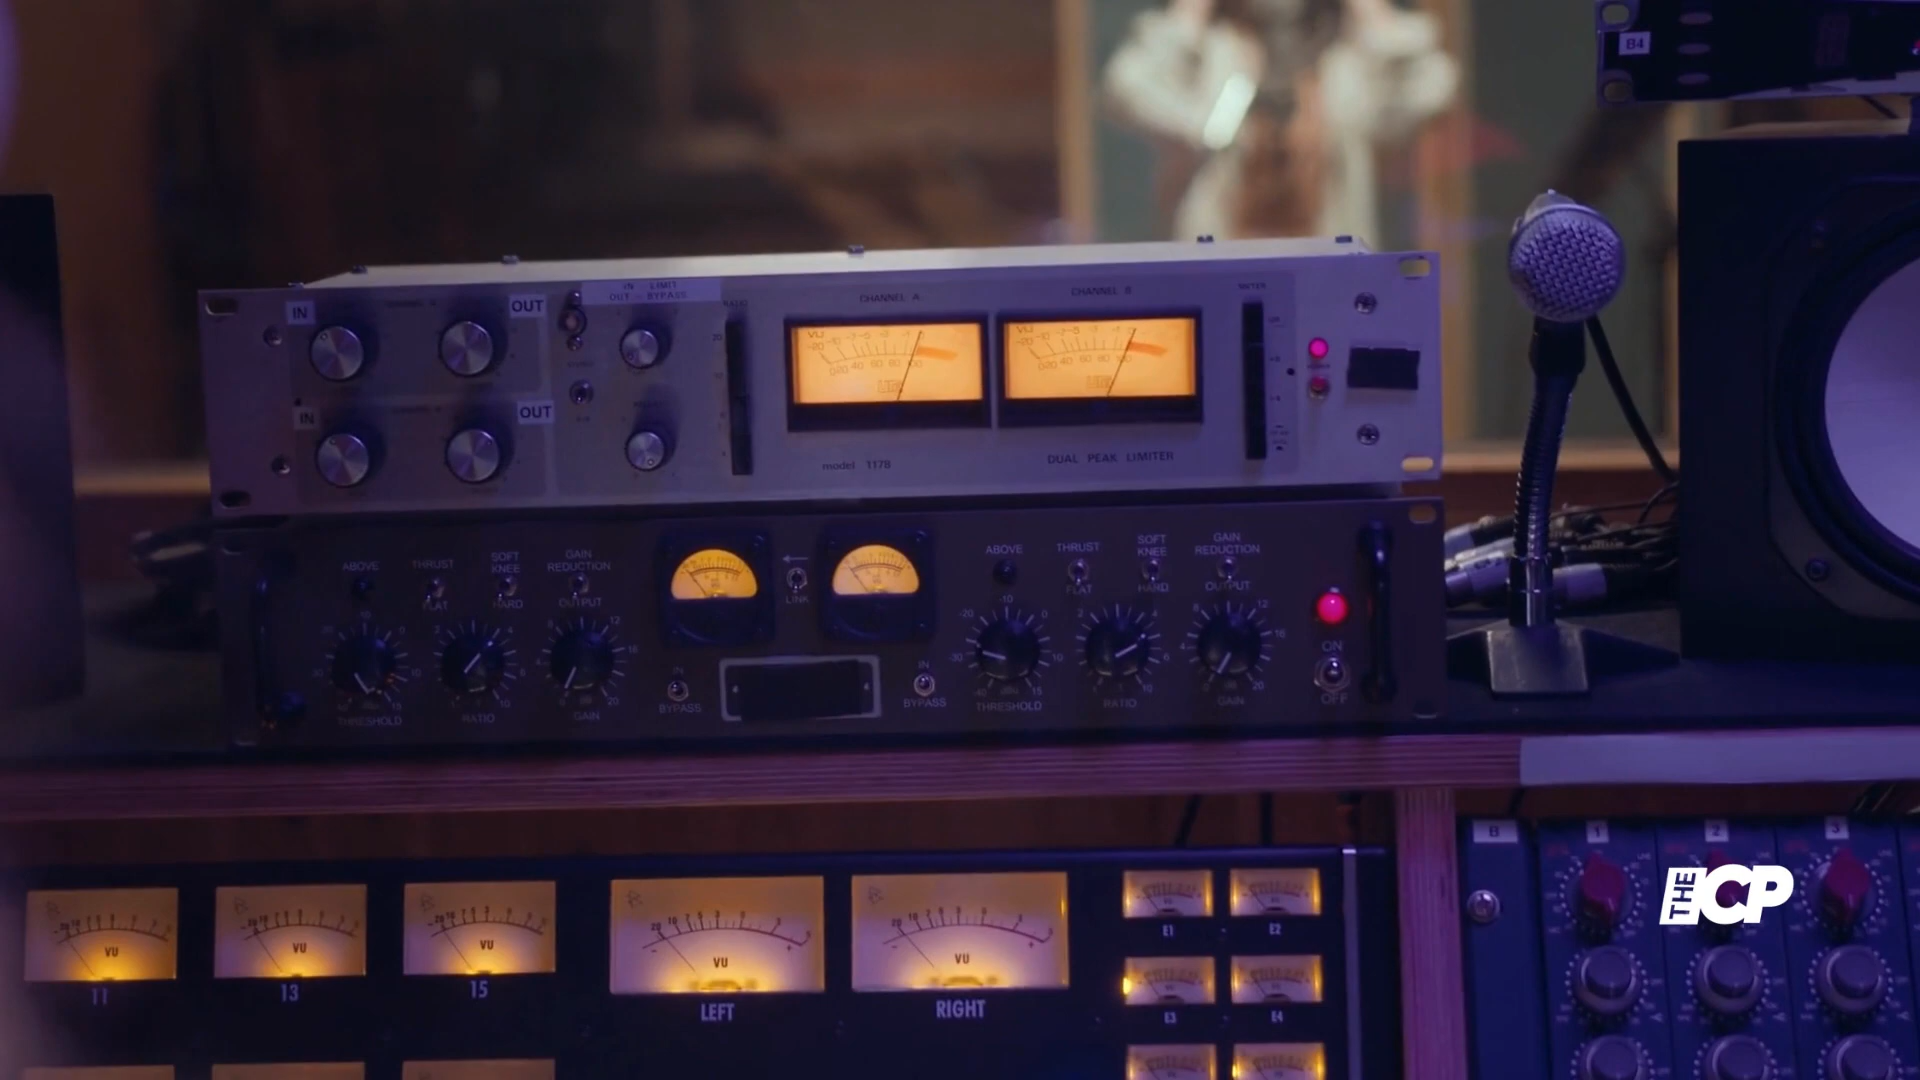 B4
IN
OUT
IN - LIMIT
OUT - BYPASS
RATIO
CHANNEL A
CHANNEL B
METER
VU
VU
IN
OUT
model 1178
DUAL PEAK LIMITER
ABOVE
THRUST
FLAT
SOFT KNEE
HARD
GAIN REDUCTION
OUTPUT
LINK
ABOVE
THRUST
FLAT
SOFT KNEE
HARD
GAIN REDUCTION
OUTPUT
THRESHOLD
RATIO
GAIN
IN
BYPASS
IN
BYPASS
THRESHOLD
RATIO
GAIN
ON
OFF
VU
11
VU
13
VU
15
VU
LEFT
VU
RIGHT
E1
E2
E3
E4
B
1
2
3
THE ICP